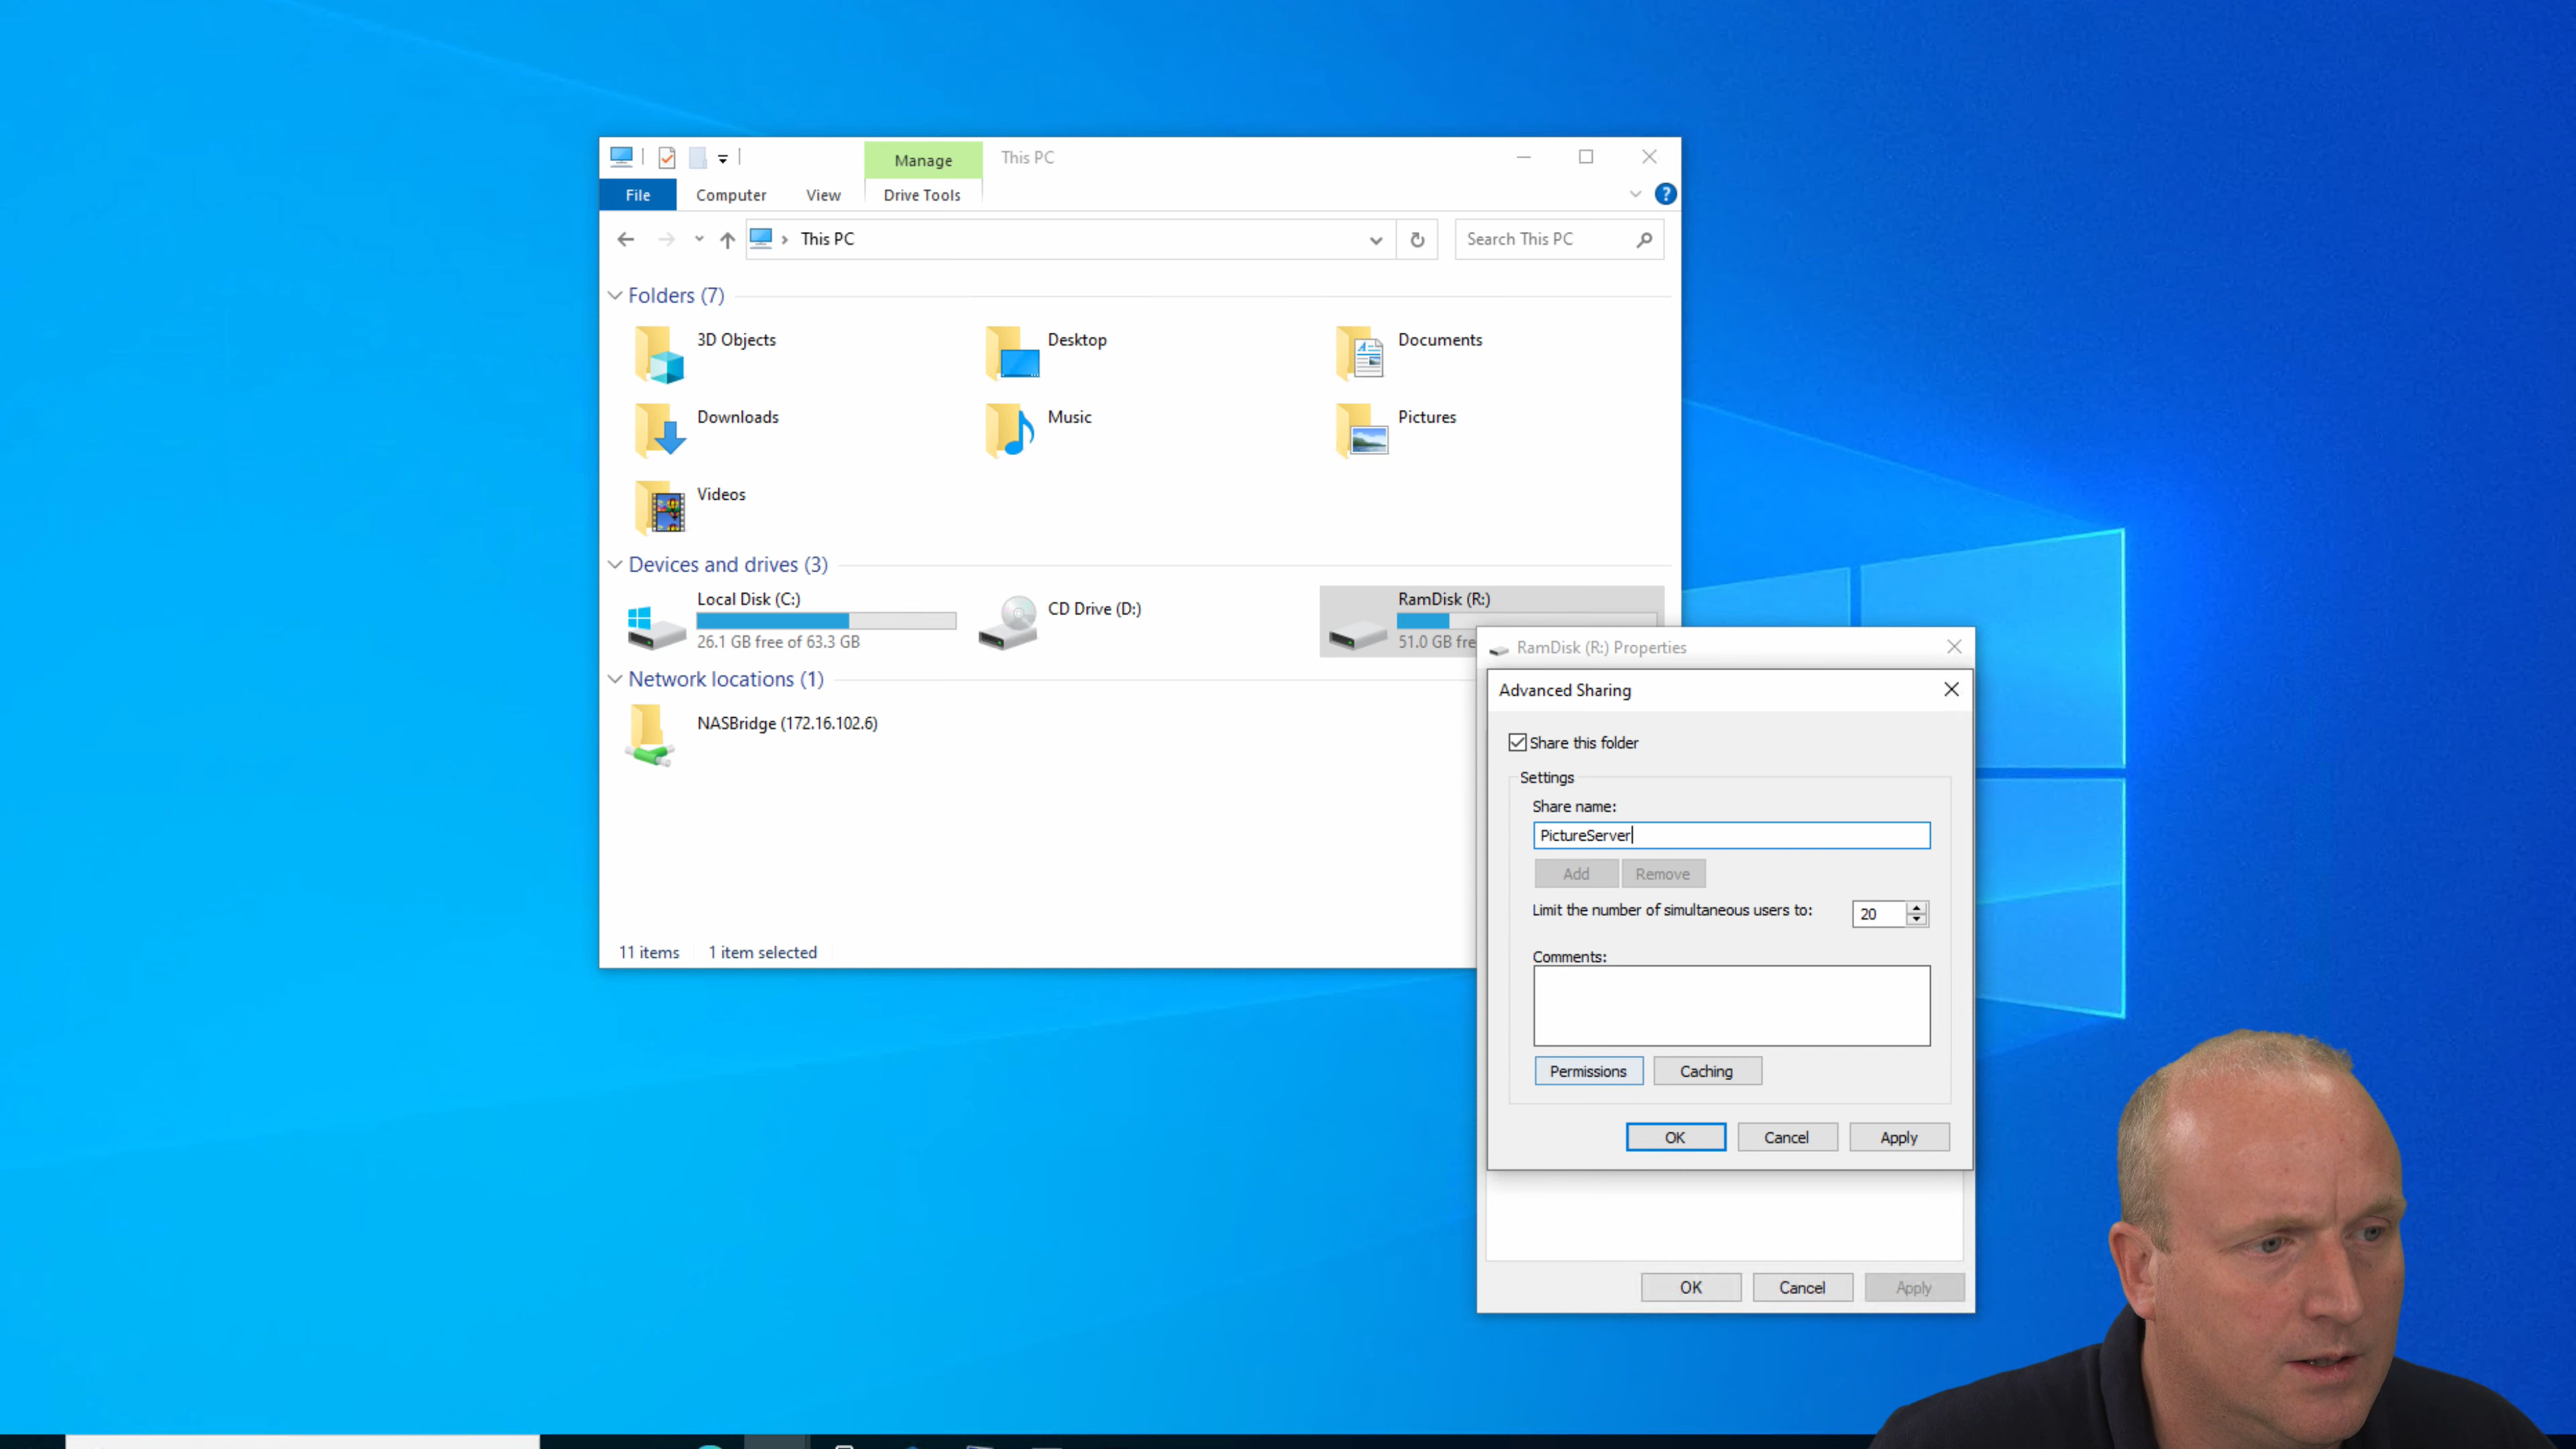 Manage This PC
File Computer View Drive Tools
This PC Search This PC
Folders (7)
3D Objects Desktop Documents
Downloads Music Pictures
Videos
Devices and drives (3)
Local Disk (C:) CD Drive (D:) RamDisk (R:)
26.1 GB free of 63.3 GB 51.0 GB fre
Network locations (1)
NASBridge (172.16.102.6)
11 items 1 item selected
RamDisk (R:) Properties
Advanced Sharing
Share this folder
Settings
Share name:
PictureServer
Add Remove
Limit the number of simultaneous users to: 20
Comments:
Permissions Caching
OK Cancel Apply
OK Cancel Apply